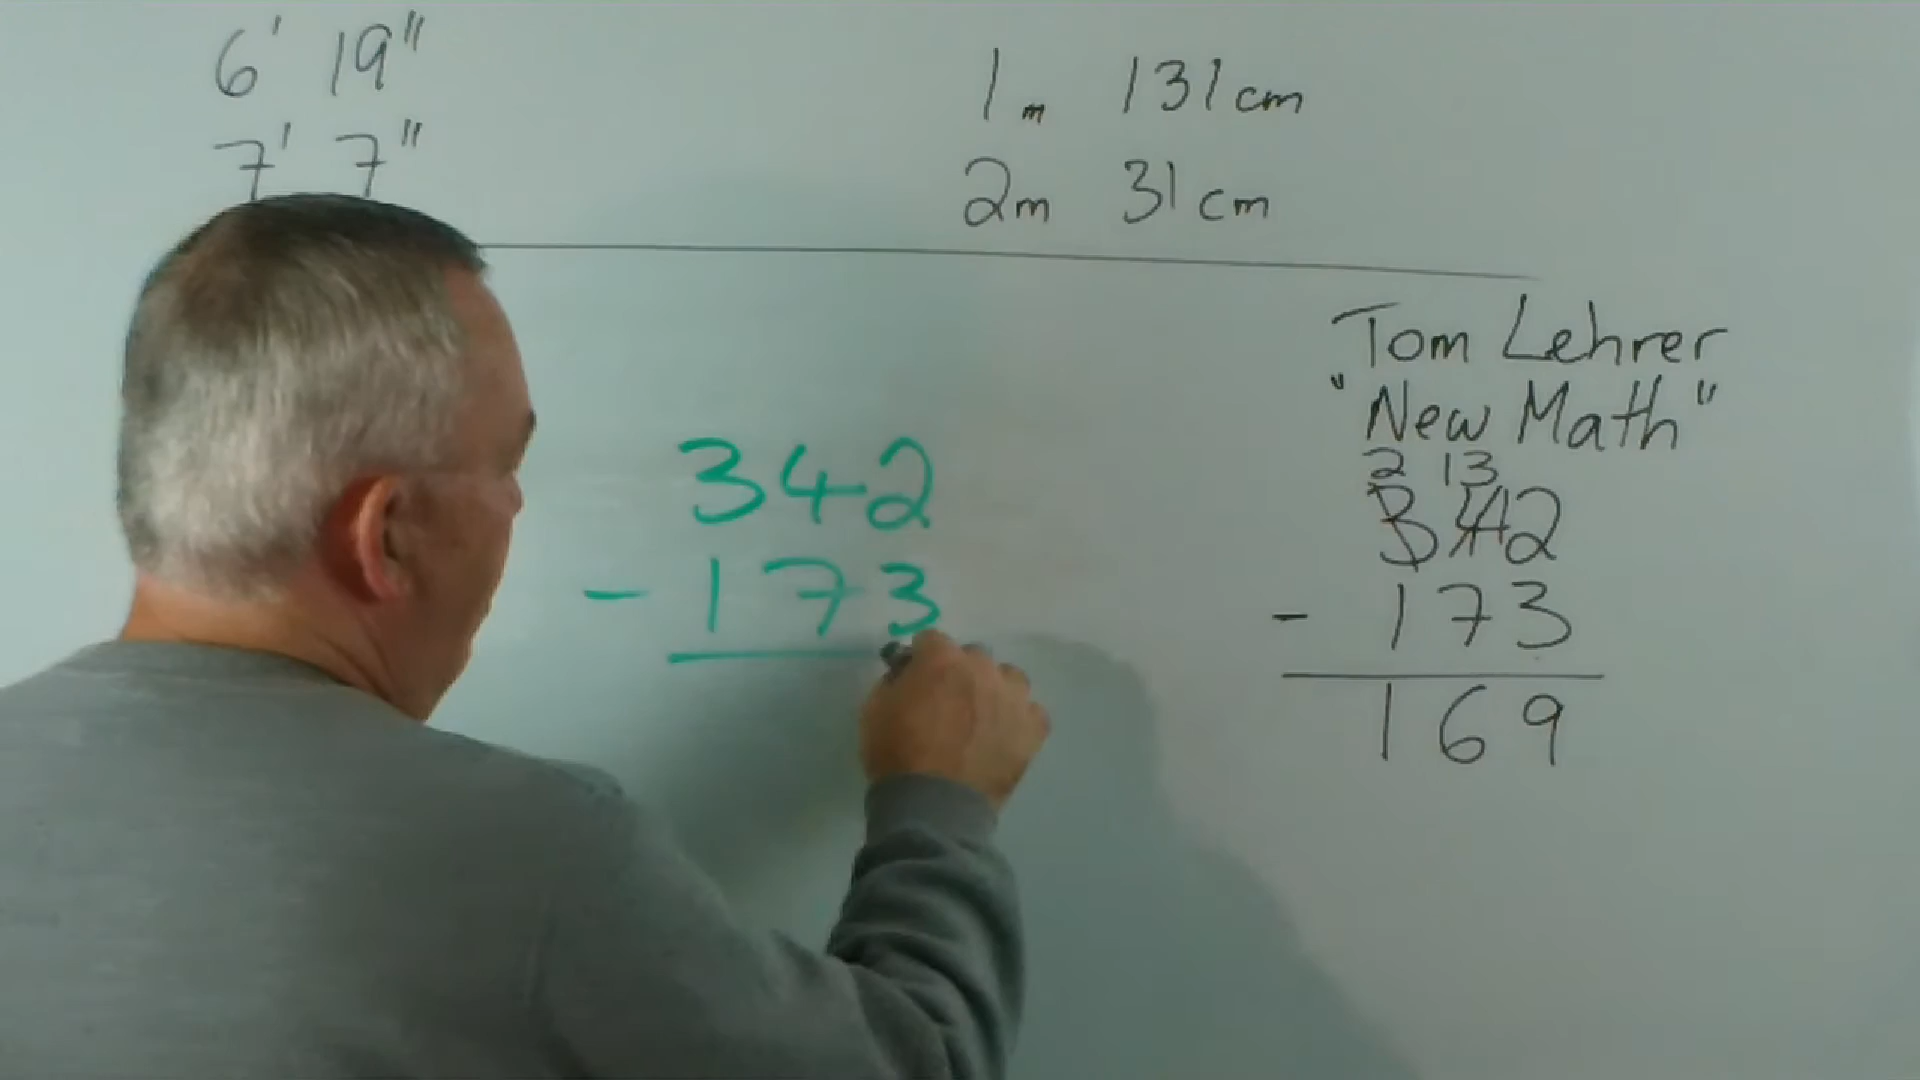 6' 19"
7' 7"
1m 131cm
2m 31cm
342
- 173
Tom Lehrer
"New Math"
2 13
342
- 173
169